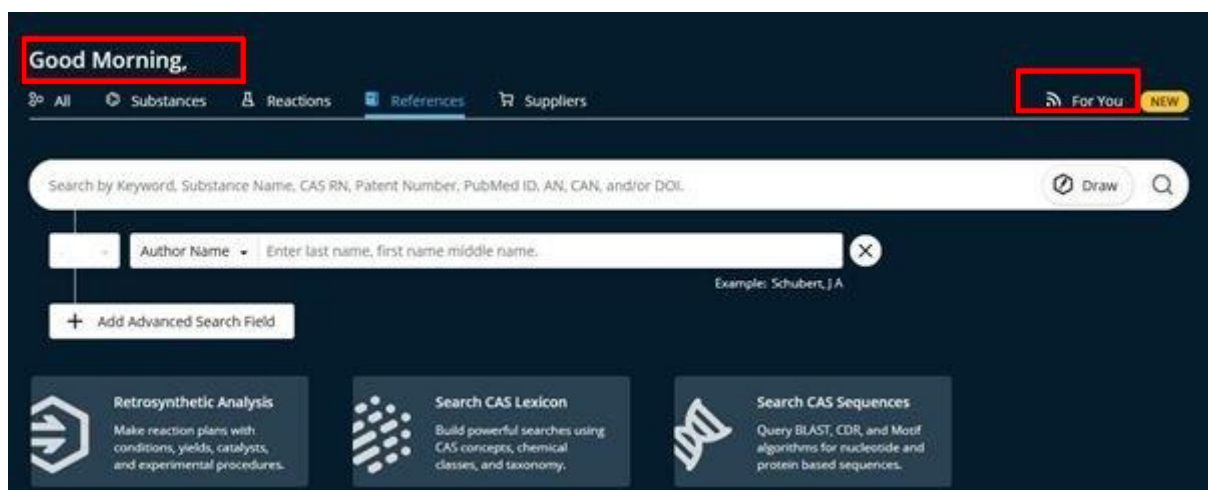 Good Morning,
All Substances Reactions References Suppliers For You NEW
Search by Keyword, Substance Name, CAS RN, Patent Number, PubMed ID, AN, CAN, and/or DOI. Draw
Author Name Enter last name, first name middle name.
Example: Schubert, J A
+ Add Advanced Search Field
Retrosynthetic Analysis
Make reaction plans with
conditions, yields, catalysts,
and experimental procedures.
Search CAS Lexicon
Build powerful searches using
CAS concepts, chemical
classes, and taxonomy.
Search CAS Sequences
Query BLAST, CDR, and Motif
algorithms for nucleotide and
protein based sequences.